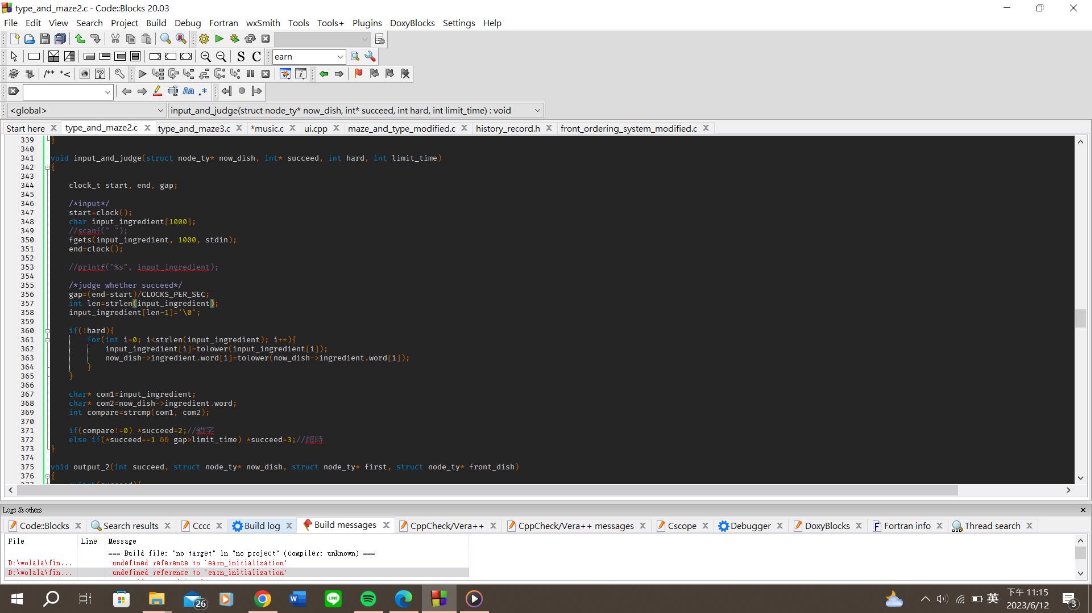 type_and_maze2.c - Code::Blocks 20.03
File Edit View Search Project Build Debug Fortran wxSmith Tools Tools+ Plugins DoxyBlocks Settings Help
S C earn
/** *<
Aa .*
<global> input_and_judge(struct node_ty* now_dish, int* succeed, int hard, int limit_time) : void
Start here type_and_maze2.c type_and_maze3.c *music.c ui.cpp maze_and_type_modified.c history_record.h front_ordering_system_modified.c
339 }
340
341 void input_and_judge(struct node_ty* now_dish, int* succeed, int hard, int limit_time)
342 {
343
344 clock_t start, end, gap;
345
346 /*input*/
347 start=clock();
348 char input_ingredient[1000];
349 //scanf(" ");
350 fgets(input_ingredient, 1000, stdin);
351 end=clock();
352
353 //printf("%s", input_ingredient);
354
355 /*judge whether succeed*/
356 gap=(end-start)/CLOCKS_PER_SEC;
357 int len=strlen(input_ingredient);
358 input_ingredient[len-1]='\0';
359
360 if(!hard){
361 for(int i=0; i<strlen(input_ingredient); i++){
362 input_ingredient[i]=tolower(input_ingredient[i]);
363 now_dish->ingredient.word[i]=tolower(now_dish->ingredient.word[i]);
364 }
365 }
366
367 char* com1=input_ingredient;
368 char* com2=now_dish->ingredient.word;
369 int compare=strcmp(com1, com2);
370
371 if(compare!=0) *succeed=2;//錯字
372 else if(*succeed==1 && gap>limit_time) *succeed=3;//超時
373 }
374
375 void output_2(int succeed, struct node_ty* now_dish, struct node_ty* first, struct node_ty* front_dish)
376 {
Logs & others
Code::Blocks Search results Cccc Build log Build messages CppCheck/Vera++ CppCheck/Vera++ messages Cscope Debugger DoxyBlocks Fortran info Thread search
File Line Message
=== Build file: "no target" in "no project" (compiler: unknown) ===
D:\wolala\fin... undefined reference to `earn_initialization'
D:\wolala\fin... undefined reference to `earn_initialization'
26 英 下午 11:15
2023/6/12 3